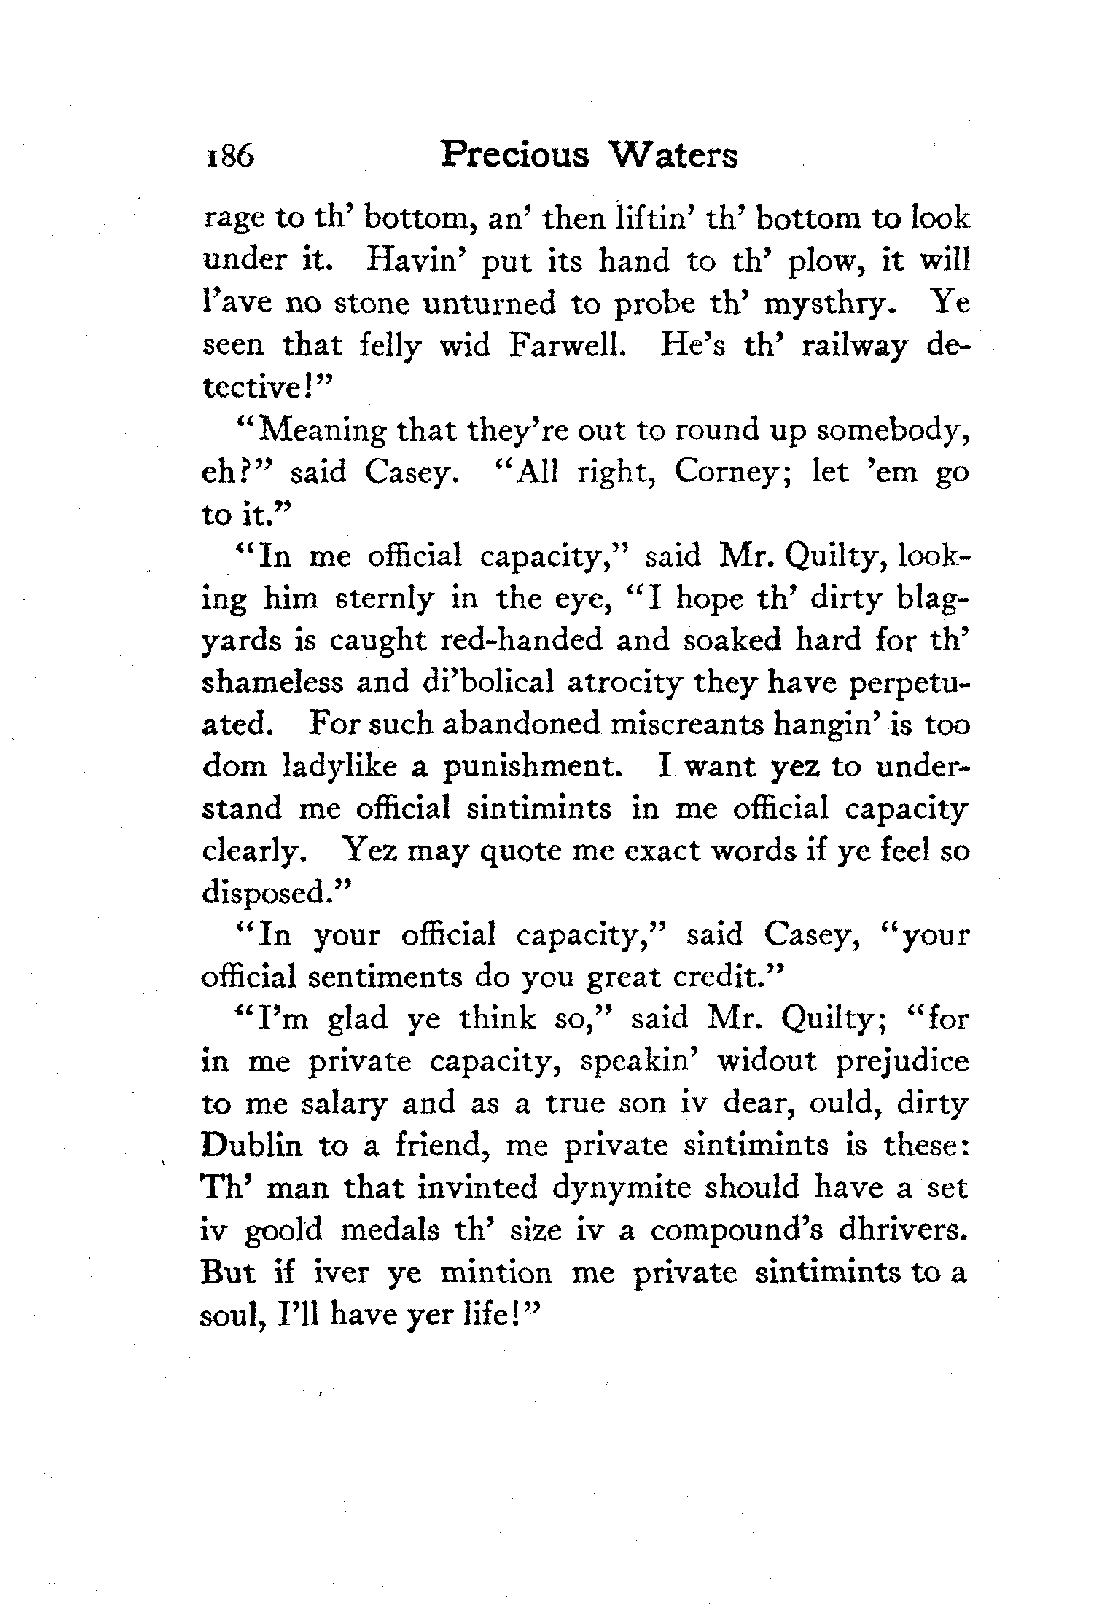 186 Precious Waters
rage to th' bottom, an' then liftin' th' bottom to look
under it. Havin' put its hand to th' plow, it will
l'ave no stone unturned to probe th' mysthry. Ye
seen that felly wid Farwell. He's th' railway de-
tective!"
"Meaning that they're out to round up somebody,
eh?" said Casey. "All right, Corney; let 'em go
to it."
"In me official capacity," said Mr. Quilty, look-
ing him sternly in the eye, "I hope th' dirty blag-
yards is caught red-handed and soaked hard for th'
shameless and di'bolical atrocity they have perpetu-
ated. For such abandoned miscreants hangin' is too
dom ladylike a punishment. I want yez to under-
stand me official sintimints in me official capacity
clearly. Yez may quote me exact words if ye feel so
disposed."
"In your official capacity," said Casey, "your
official sentiments do you great credit."
"I'm glad ye think so," said Mr. Quilty; "for
in me private capacity, speakin' widout prejudice
to me salary and as a true son iv dear, ould, dirty
Dublin to a friend, me private sintimints is these:
Th' man that invinted dynymite should have a set
iv goold medals th' size iv a compound's dhrivers.
But if iver ye mintion me private sintimints to a
soul, I'll have yer life!"